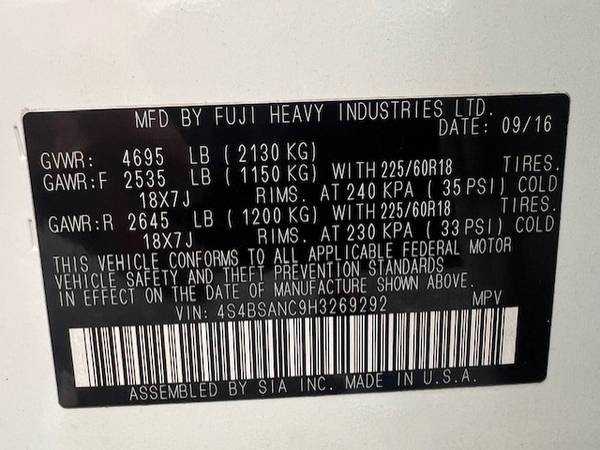 MFD BY FUJI HEAVY INDUSTRIES LTD.
DATE: 09/16
GVWR: 4695 LB ( 2130 KG)
GAWR:F 2535 LB ( 1150 KG) WITH 225/60R18 TIRES.
18X7J RIMS. AT 240 KPA ( 35 PSI) COLD
GAWR:R 2645 LB ( 1200 KG) WITH 225/60R18 TIRES.
18X7J RIMS. AT 230 KPA ( 33 PSI) COLD
THIS VEHICLE CONFORMS TO ALL APPLICABLE FEDERAL MOTOR
VEHICLE SAFETY AND THEFT PREVENTION STANDARDS
IN EFFECT ON THE DATE OF MANUFACTURE SHOWN ABOVE.
VIN: 4S4BSANC9H3269292 MPV
ASSEMBLED BY SIA INC. MADE IN U.S.A.